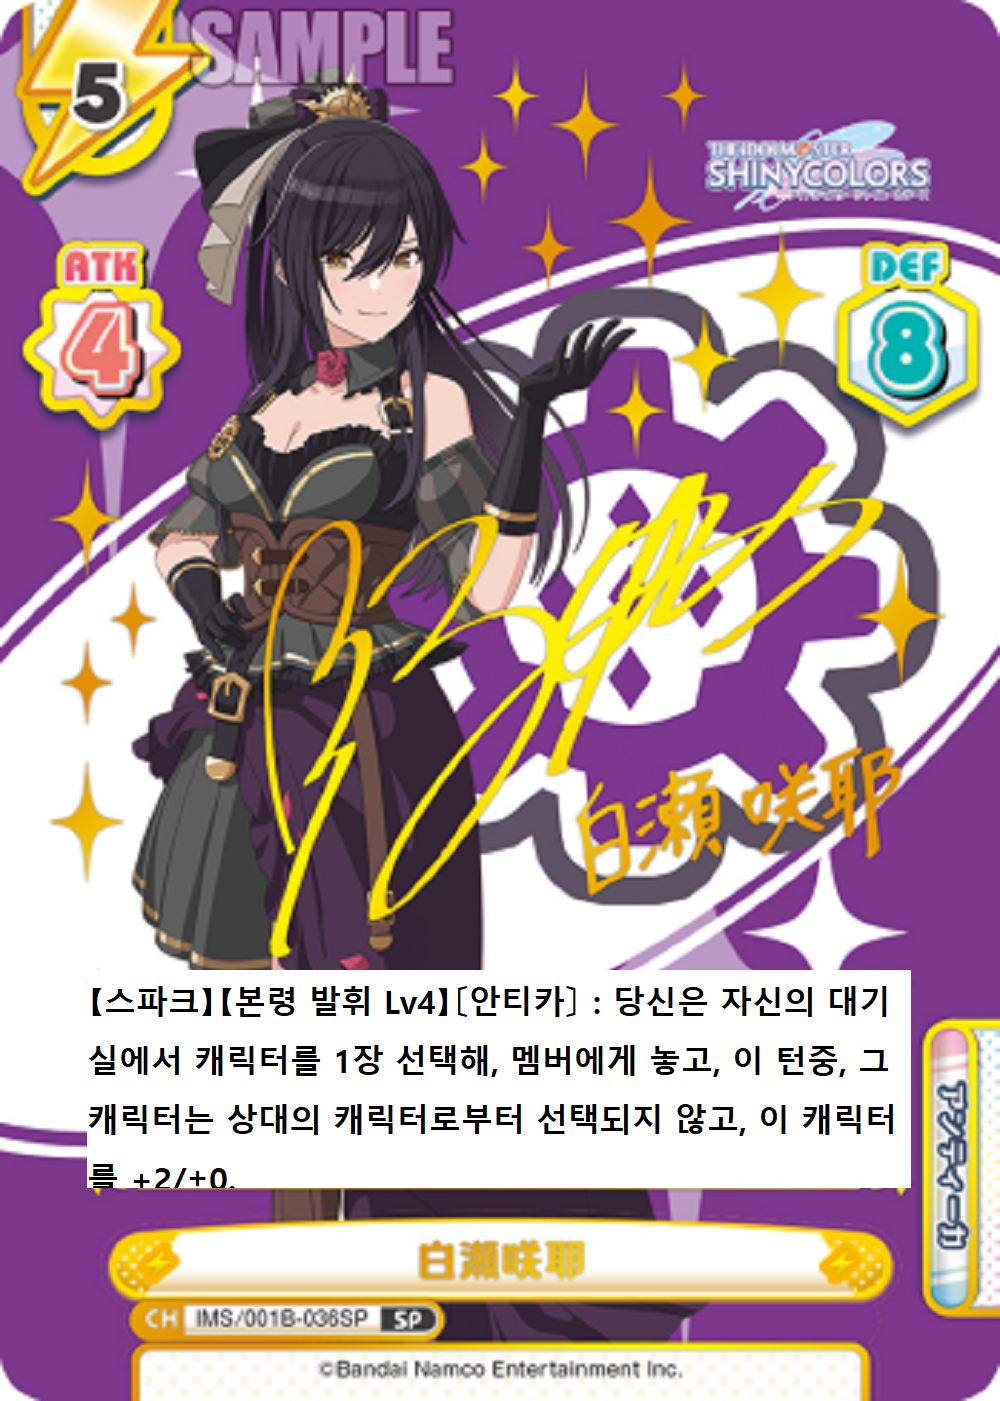 SAMPLE
5
THE IDOLM@STER
SHINYCOLORS
ATK
4
DEF
8
白瀬 咲耶
【스파크】【본령 발휘 Lv4】〔안티카〕 : 당신은 자신의 대기
실에서 캐릭터를 1장 선택해, 멤버에게 놓고, 이 턴중, 그
캐릭터는 상대의 캐릭터로부터 선택되지 않고, 이 캐릭터
를 +2/±0.
アンティーカ
白瀬咲耶
CH IMS/001B-036SP SP
©Bandai Namco Entertainment Inc.